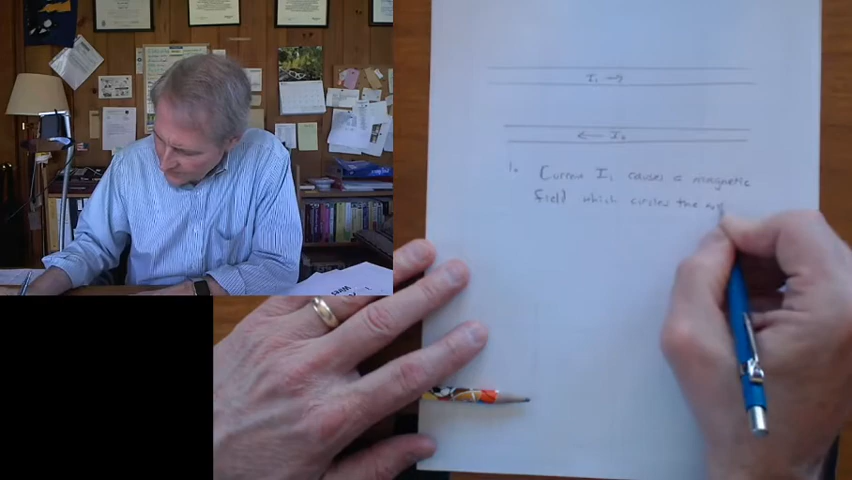 I₁ →
← I₂
1. Current I₁ causes a magnetic
field which circles the